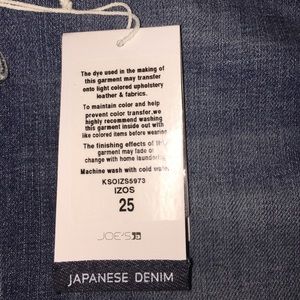 The dye used in the making of
this garment may transfer
onto light colored upholstery
leather & fabrics.
To maintain color and help
prevent color transfer,we
highly recommend washing
this garment inside out with
like colored items before wearing
The finishing effects of this
garment may fade or
change with home laundering
Machine wash with cold water
KSOIZS5973
IZOS
25
JOE'S
JAPANESE DENIM